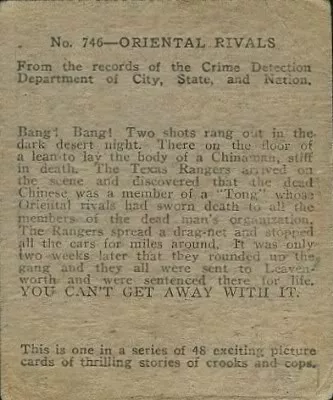 No. 746—ORIENTAL RIVALS
From the records of the Crime Detection
Department of City, State, and Nation.
Bang! Bang! Two shots rang out in the
dark desert night. There on the floor of
a lean-to lay the body of a Chinaman, stiff
in death. The Texas Rangers arrived on
the scene and discovered that the dead
Chinese was a member of a "Tong" whose
Oriental rivals had sworn death to all the
members of the dead man's organization.
The Rangers spread a drag-net and stopped
all the cars for miles around. It was only
two weeks later that they rounded up the
gang and they all were sent to Leaven-
worth and were sentenced there for life.
YOU CAN'T GET AWAY WITH IT.
This is one in a series of 48 exciting picture
cards of thrilling stories of crooks and cops.